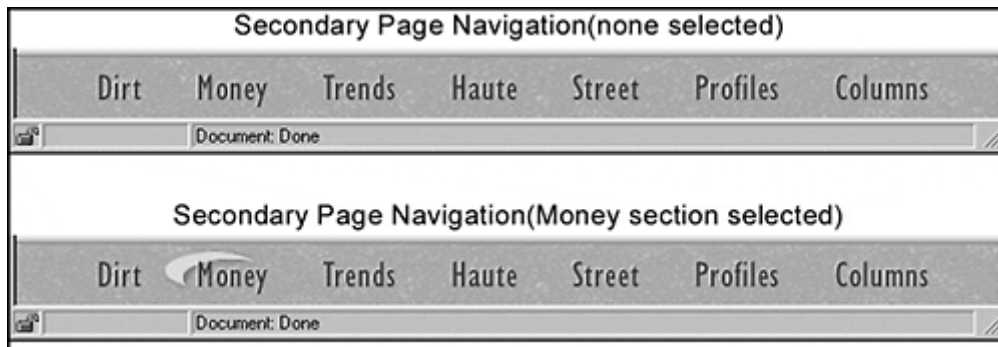 Secondary Page Navigation(none selected)
Dirt Money Trends Haute Street Profiles Columns
Document: Done
Secondary Page Navigation(Money section selected)
Dirt Money Trends Haute Street Profiles Columns
Document: Done